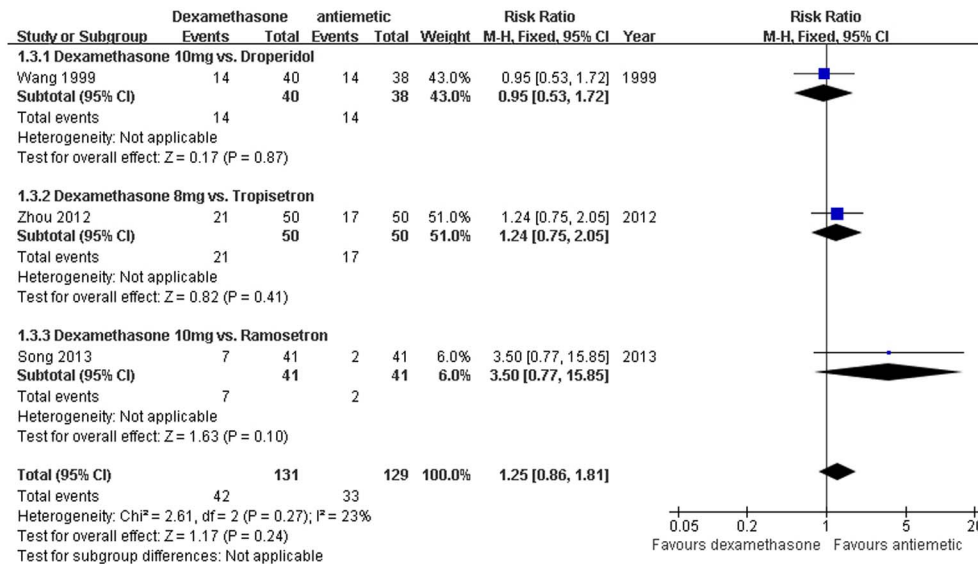 Dexamethasone antiemetic Risk Ratio Risk Ratio
Study or Subgroup Events Total Events Total Weight M-H, Fixed, 95% CI Year M-H, Fixed, 95% CI
1.3.1 Dexamethasone 10mg vs. Droperidol
Wang 1999 14 40 14 38 43.0% 0.95 [0.53, 1.72] 1999
Subtotal (95% CI) 40 38 43.0% 0.95 [0.53, 1.72]
Total events 14 14
Heterogeneity: Not applicable
Test for overall effect: Z = 0.17 (P = 0.87)
1.3.2 Dexamethasone 8mg vs. Tropisetron
Zhou 2012 21 50 17 50 51.0% 1.24 [0.75, 2.05] 2012
Subtotal (95% CI) 50 50 51.0% 1.24 [0.75, 2.05]
Total events 21 17
Heterogeneity: Not applicable
Test for overall effect: Z = 0.82 (P = 0.41)
1.3.3 Dexamethasone 10mg vs. Ramosetron
Song 2013 7 41 2 41 6.0% 3.50 [0.77, 15.85] 2013
Subtotal (95% CI) 41 41 6.0% 3.50 [0.77, 15.85]
Total events 7 2
Heterogeneity: Not applicable
Test for overall effect: Z = 1.63 (P = 0.10)
Total (95% CI) 131 129 100.0% 1.25 [0.86, 1.81]
Total events 42 33
Heterogeneity: Chi² = 2.61, df = 2 (P = 0.27); I² = 23%
Test for overall effect: Z = 1.17 (P = 0.24)
Test for subgroup differences: Not applicable
0.05 0.2 1 5 20
Favours dexamethasone Favours antiemetic